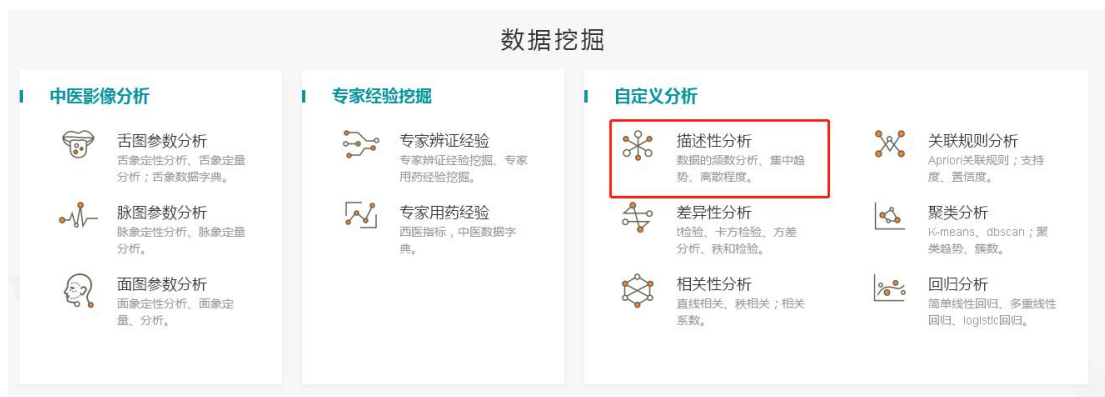 数据挖掘
中医影像分析
舌图参数分析
舌象定性分析、舌象定量
分析；舌象数据字典。
脉图参数分析
脉象定性分析、脉象定量
分析。
面图参数分析
面象定性分析、面象定
量、分析。
专家经验挖掘
专家辨证经验
专家辨证经验挖掘、专家
用药经验挖掘。
专家用药经验
西医指标，中医数据字
典。
自定义分析
描述性分析
数据的频数分析、集中趋
势、离散程度。
差异性分析
t检验、卡方检验、方差
分析、秩和检验。
相关性分析
直线相关、秩相关；相关
系数。
关联规则分析
Apriori关联规则；支持
度、置信度。
聚类分析
K-means、dbscan；聚
类趋势、簇数。
回归分析
简单线性回归、多重线性
回归、logistic回归。